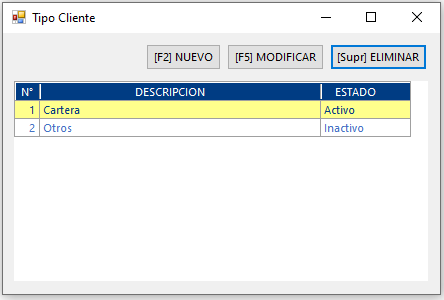 Tipo Cliente
[F2] NUEVO [F5] MODIFICAR [Supr] ELIMINAR
N° DESCRIPCION ESTADO
1 Cartera Activo
2 Otros Inactivo